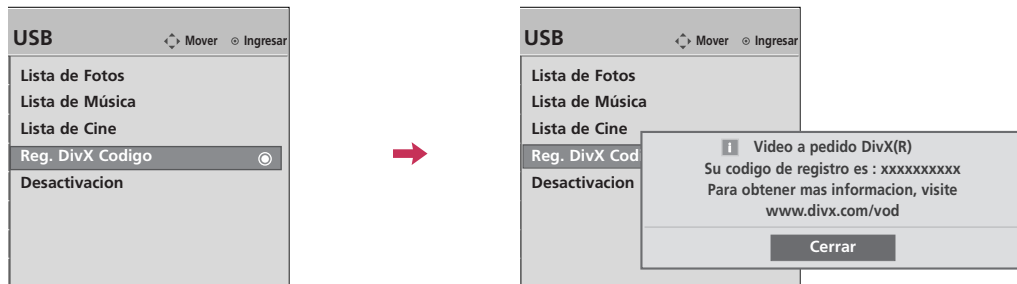 USB Mover Ingresar
Lista de Fotos
Lista de Música
Lista de Cine
Reg. DivX Codigo
Desactivacion
USB Mover Ingresar
Lista de Fotos
Lista de Música
Lista de Cine
Reg. DivX Cod
Desactivacion
i Video a pedido DivX(R)
Su codigo de registro es : xxxxxxxxxx
Para obtener mas informacion, visite
www.divx.com/vod
Cerrar